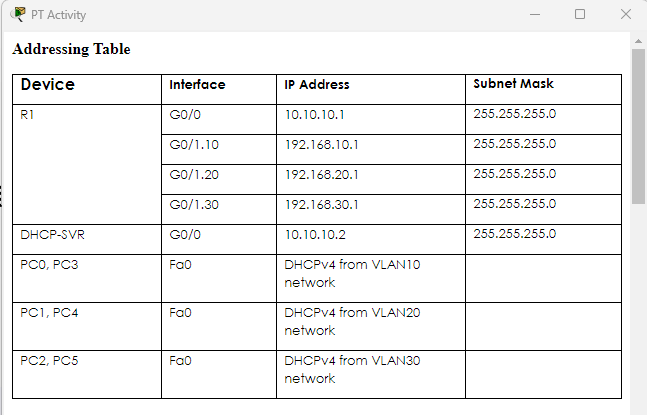 PT Activity
Addressing Table
Device Interface IP Address Subnet Mask
R1 G0/0 10.10.10.1 255.255.255.0
G0/1.10 192.168.10.1 255.255.255.0
G0/1.20 192.168.20.1 255.255.255.0
G0/1.30 192.168.30.1 255.255.255.0
DHCP-SVR G0/0 10.10.10.2 255.255.255.0
PC0, PC3 Fa0 DHCPv4 from VLAN10
network
PC1, PC4 Fa0 DHCPv4 from VLAN20
network
PC2, PC5 Fa0 DHCPv4 from VLAN30
network